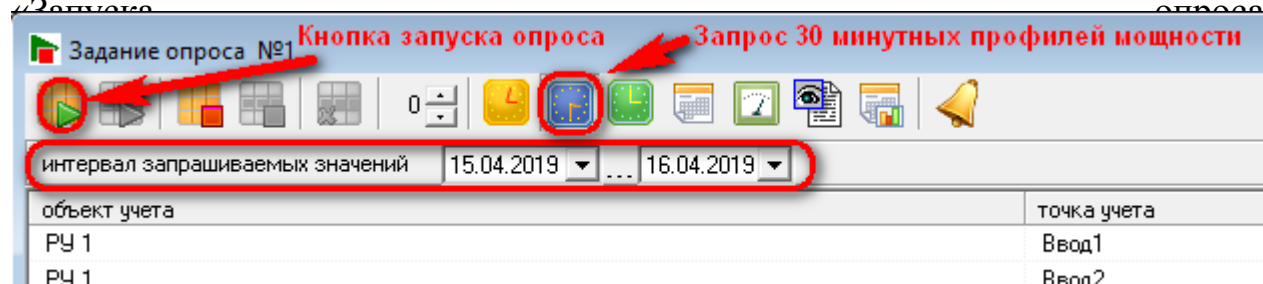 «Запуска опроса
Кнопка запуска опроса Запрос 30 минутных профилей мощности
Задание опроса №1
0
интервал запрашиваемых значений 15.04.2019 ... 16.04.2019
объект учета точка учета
РУ 1 Ввод1
РУ 1 Ввод2